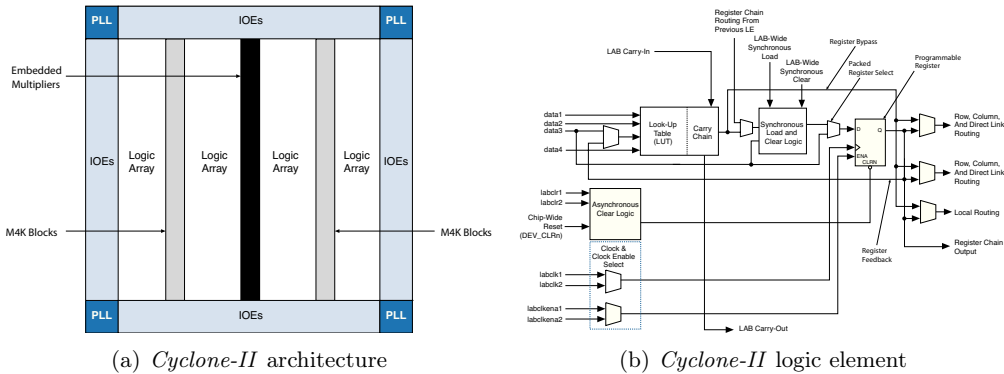 PLL
IOEs
PLL
Embedded
Multipliers
IOEs
Logic
Array
Logic
Array
Logic
Array
Logic
Array
IOEs
M4K Blocks
M4K Blocks
PLL
IOEs
PLL
(a) Cyclone-II architecture
Register Chain
Routing From
Previous LE
LAB Carry-In
LAB-Wide
Synchronous
Load
LAB-Wide
Synchronous
Clear
Register Bypass
Packed
Register Select
Programmable
Register
data1
data2
data3
data4
Look-Up
Table
(LUT)
Carry
Chain
Synchronous
Load and
Clear Logic
D
Q
ENA
CLRN
Row, Column,
And Direct Link
Routing
Row, Column,
And Direct Link
Routing
Local Routing
Register Chain
Output
Register
Feedback
labclr1
labclr2
Chip-Wide
Reset
(DEV_CLRn)
Asynchronous
Clear Logic
Clock &
Clock Enable
Select
labclk1
labclk2
labclkena1
labclkena2
LAB Carry-Out
(b) Cyclone-II logic element